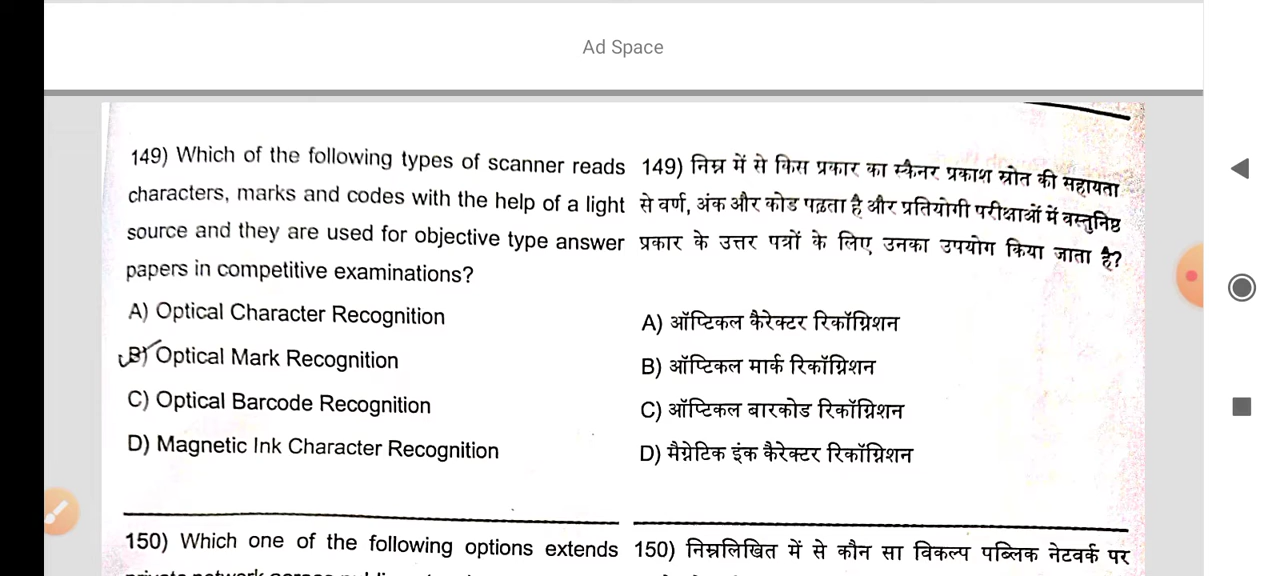 Ad Space
149) Which of the following types of scanner reads
characters, marks and codes with the help of a light
source and they are used for objective type answer
papers in competitive examinations?
A) Optical Character Recognition
B) Optical Mark Recognition
C) Optical Barcode Recognition
D) Magnetic Ink Character Recognition
149) निम्न में से किस प्रकार का स्कैनर प्रकाश स्रोत की सहायता
से वर्ण, अंक और कोड पढ़ता है और प्रतियोगी परीक्षाओं में वस्तुनिष्ठ
प्रकार के उत्तर पत्रों के लिए उनका उपयोग किया जाता है?
A) ऑप्टिकल कैरेक्टर रिकॉग्निशन
B) ऑप्टिकल मार्क रिकॉग्निशन
C) ऑप्टिकल बारकोड रिकॉग्निशन
D) मैग्नेटिक इंक कैरेक्टर रिकॉग्निशन
150) Which one of the following options extends
150) निम्नलिखित में से कौन सा विकल्प पब्लिक नेटवर्क पर